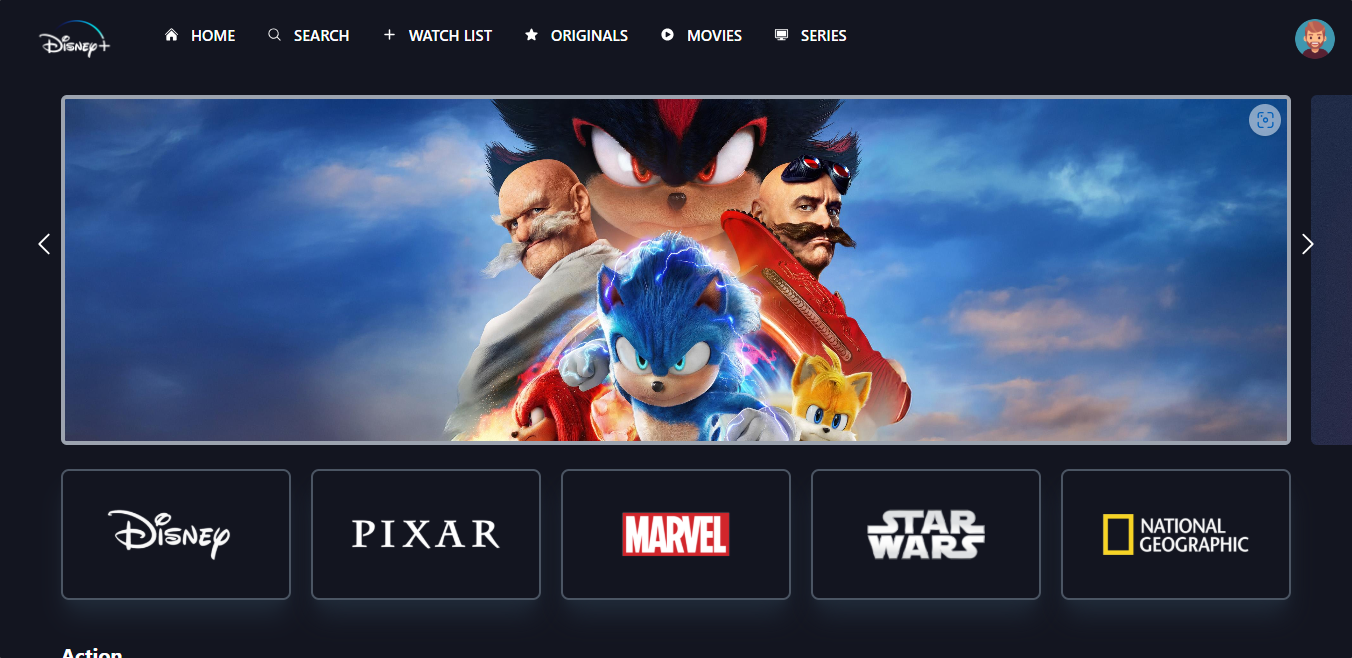 Disney+
HOME
SEARCH
WATCH LIST
ORIGINALS
MOVIES
SERIES
Disney
PIXAR
MARVEL
STAR
WARS
NATIONAL
GEOGRAPHIC
Action